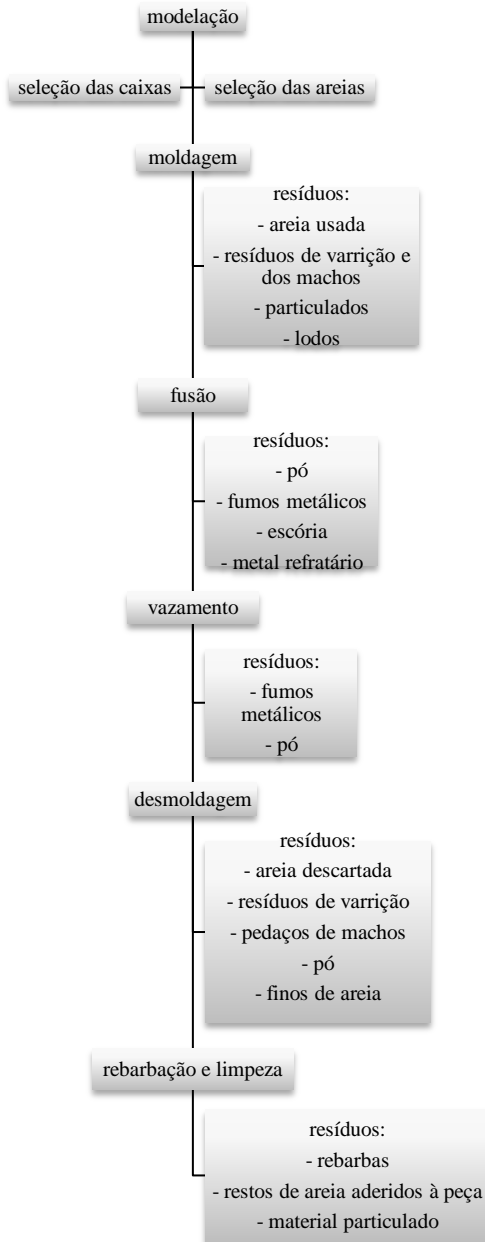 modelação
seleção das caixas
seleção das areias
moldagem
resíduos:
- areia usada
- resíduos de varrição e
dos machos
- particulados
- lodos
fusão
resíduos:
- pó
- fumos metálicos
- escória
- metal refratário
vazamento
resíduos:
- fumos
metálicos
- pó
desmoldagem
resíduos:
- areia descartada
- resíduos de varrição
- pedaços de machos
- pó
- finos de areia
rebarbação e limpeza
resíduos:
- rebarbas
- restos de areia aderidos à peça
- material particulado